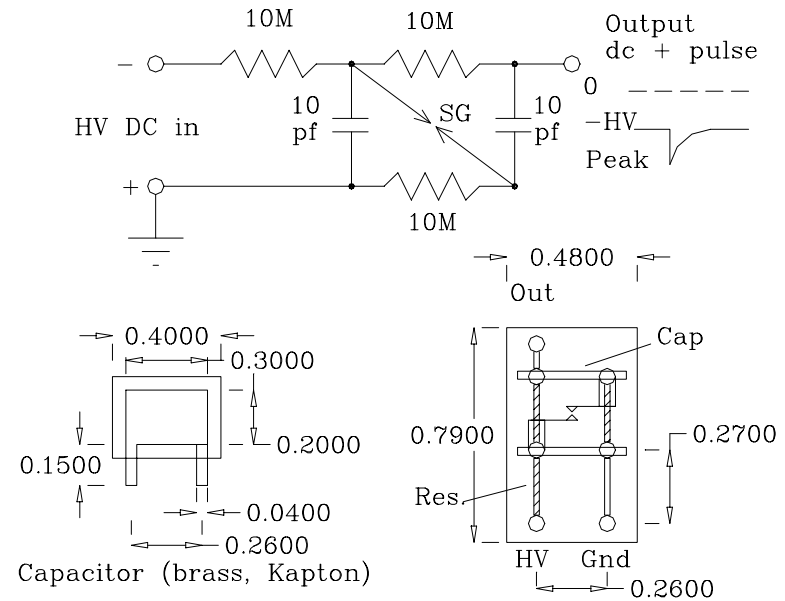 10M
10M
Output
dc + pulse
−
0
10
pf
SG
10
pf
HV DC in
−HV
Peak
+
10M
0.4800
Out
0.4000
Cap
0.3000
0.7900
0.2700
0.2000
0.1500
Res.
0.0400
0.2600
HV
Gnd
Capacitor (brass, Kapton)
0.2600